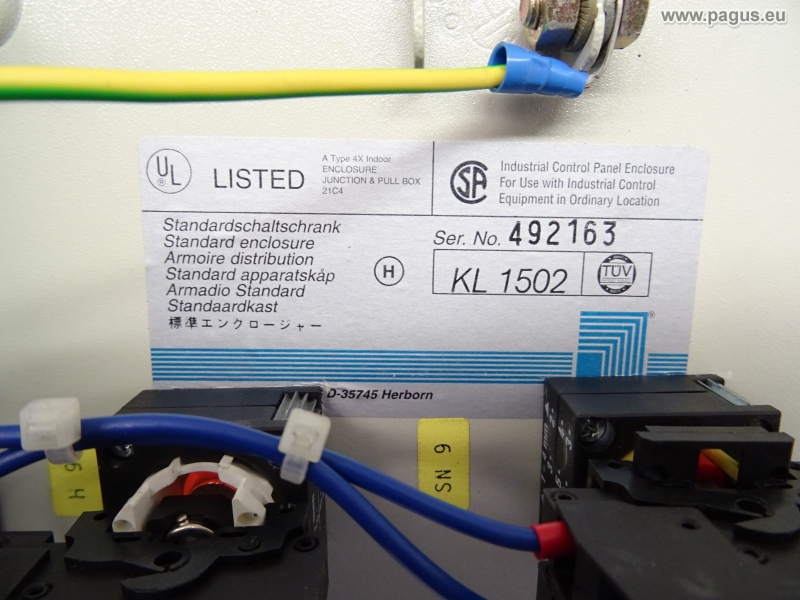 www.pagus.eu
UL
®
LISTED
A Type 4X Indoor
ENCLOSURE
JUNCTION & PULL BOX
21C4
SA
Industrial Control Panel Enclosure
For Use with Industrial Control
Equipment in Ordinary Location
Standardschaltschrank
Standard enclosure
Armoire distribution
Standard apparatskåp
Armadio Standard
Standaardkast
標準エンクロージャー
H
Ser. No. 492163
KL 1502
TÜV
®
D-35745 Herborn
9 H
SN 9